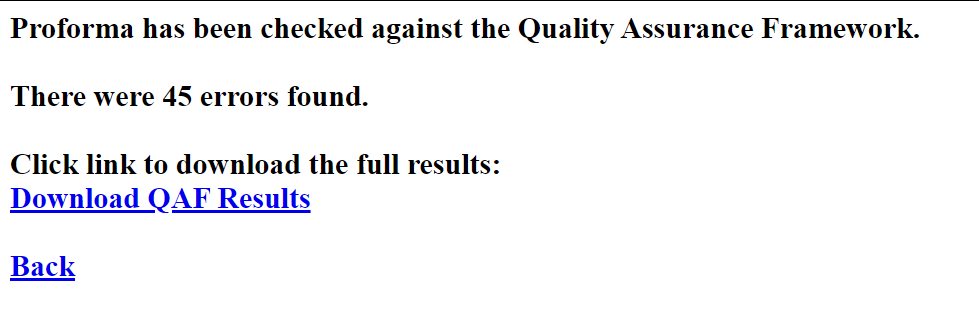 Proforma has been checked against the Quality Assurance Framework.
There were 45 errors found.
Click link to download the full results:
Download QAF Results
Back